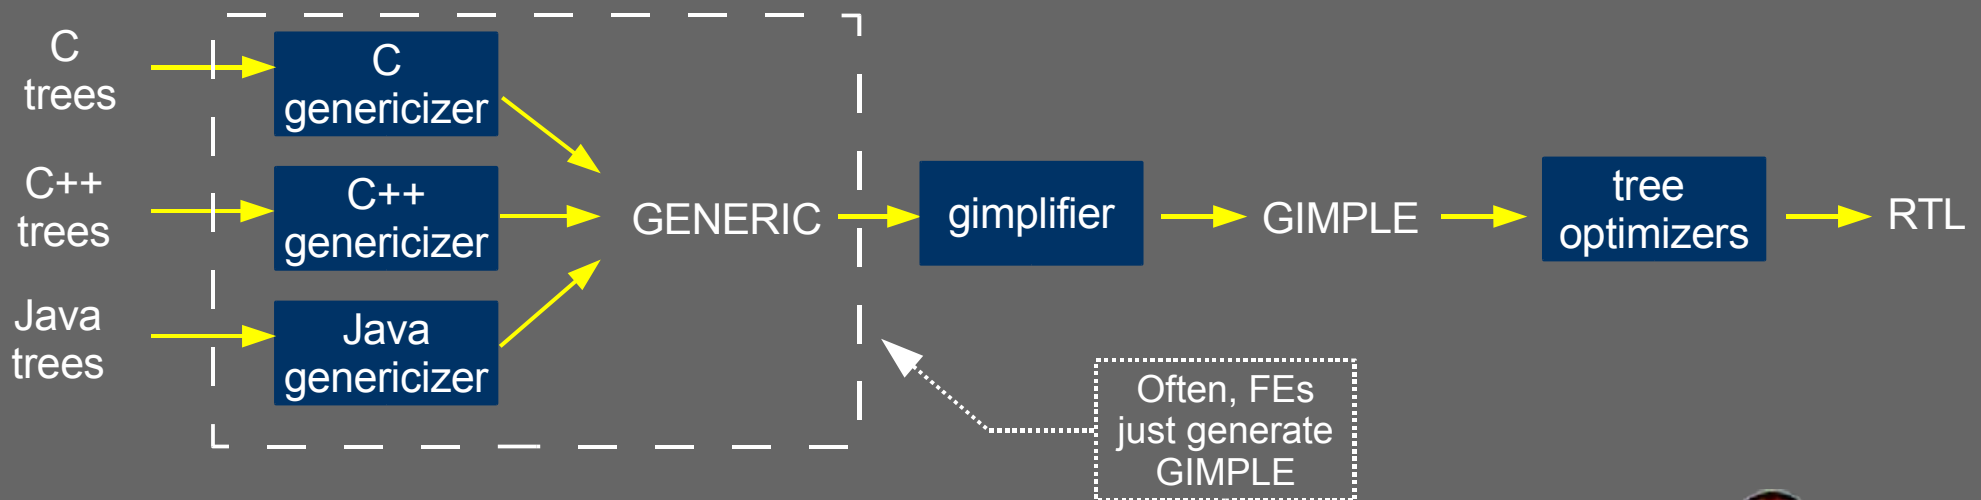 C
trees
C
genericizer
C++
trees
C++
genericizer
Java
trees
Java
genericizer
GENERIC
gimplifier
GIMPLE
tree
optimizers
RTL
Often, FEs
just generate
GIMPLE